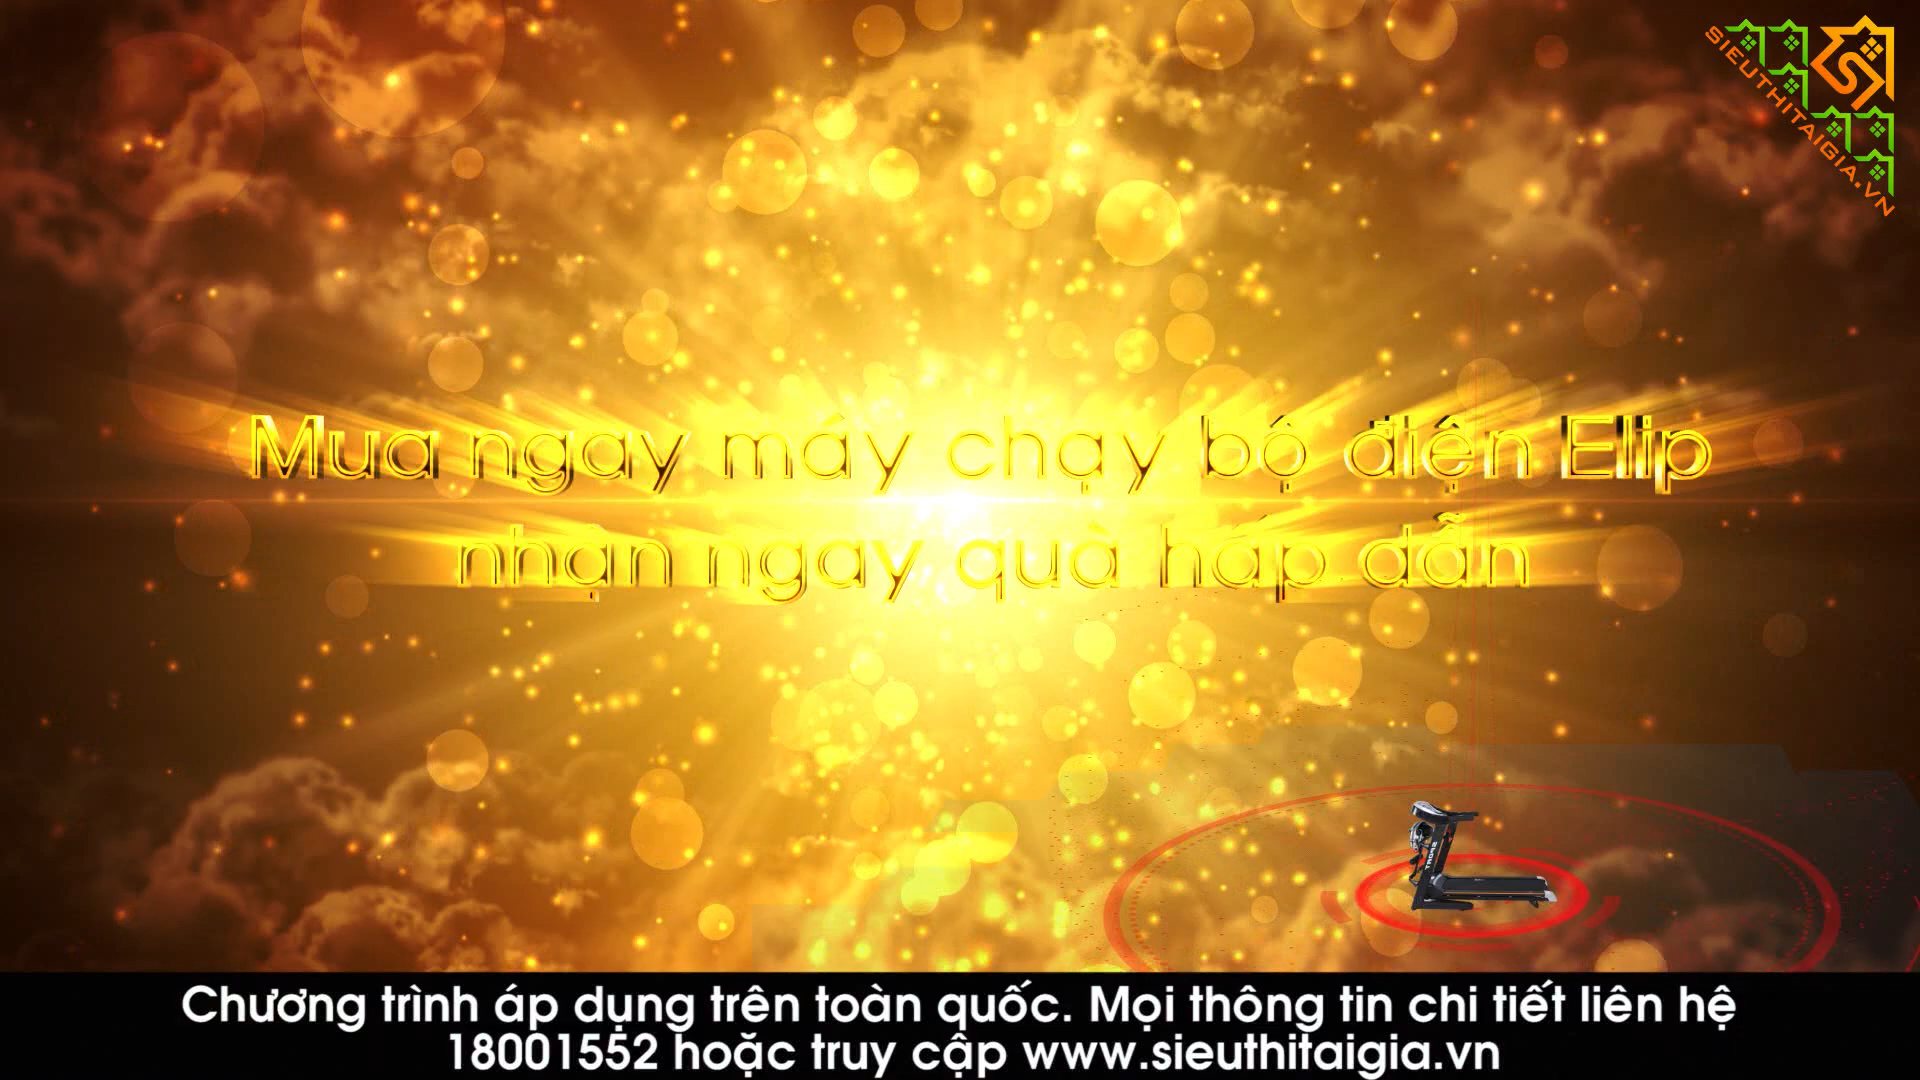 SIEUTHITAIGIA.VN
Mua ngay máy chạy bộ điện Elip
nhận ngay quà hấp dẫn
SPORT
Chương trình áp dụng trên toàn quốc. Mọi thông tin chi tiết liên hệ
18001552 hoặc truy cập www.sieuthitaigia.vn